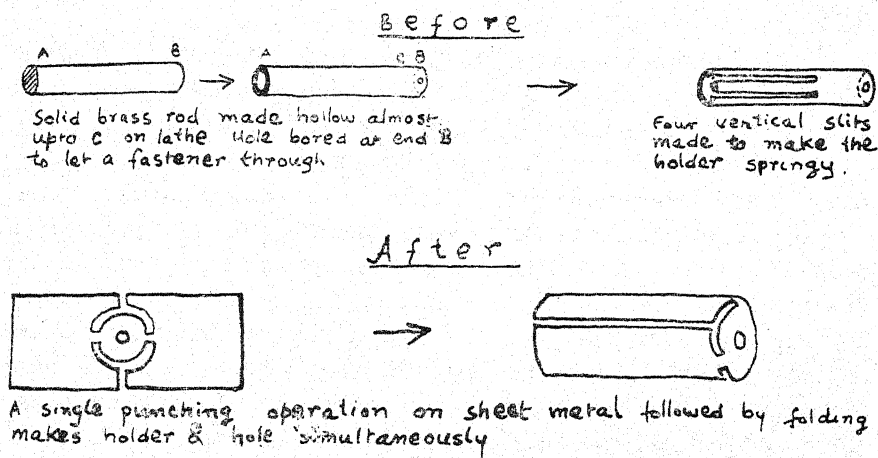 Before
A B
A C B
Solid brass rod made hollow almost
upto C on lathe Hole bored at end B
to let a fastener through
Four vertical slits
made to make the
holder springy.
After
A single punching operation on sheet metal followed by folding
makes holder & hole simultaneously